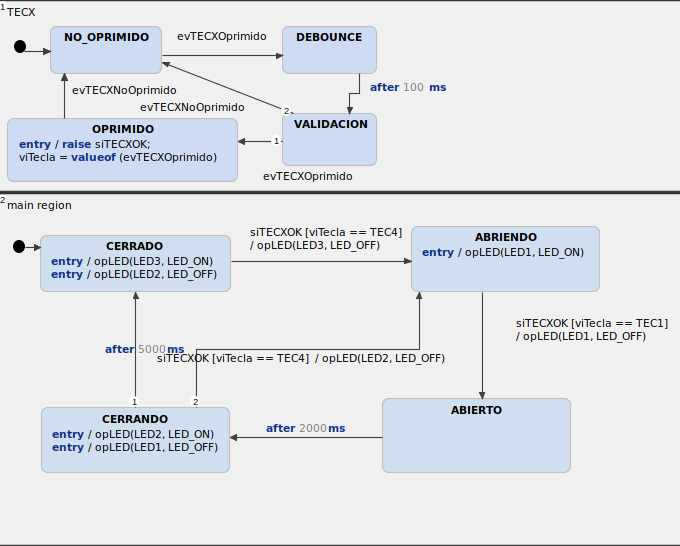 1
TECX
NO_OPRIMIDO
evTECXOprimido
DEBOUNCE
after 100 ms
evTECXNoOprimido
evTECXNoOprimido
2
VALIDACION
OPRIMIDO
entry / raise siTECXOK;
viTecla = valueof (evTECXOprimido)
1
evTECXOprimido
2
main region
CERRADO
entry / opLED(LED3, LED_ON)
entry / opLED(LED2, LED_OFF)
siTECXOK [viTecla == TEC4]
/ opLED(LED3, LED_OFF)
ABRIENDO
entry / opLED(LED1, LED_ON)
siTECXOK [viTecla == TEC1]
/ opLED(LED1, LED_OFF)
after 5000 ms
siTECXOK [viTecla == TEC4] / opLED(LED2, LED_OFF)
1
2
CERRANDO
entry / opLED(LED2, LED_ON)
entry / opLED(LED1, LED_OFF)
after 2000 ms
ABIERTO